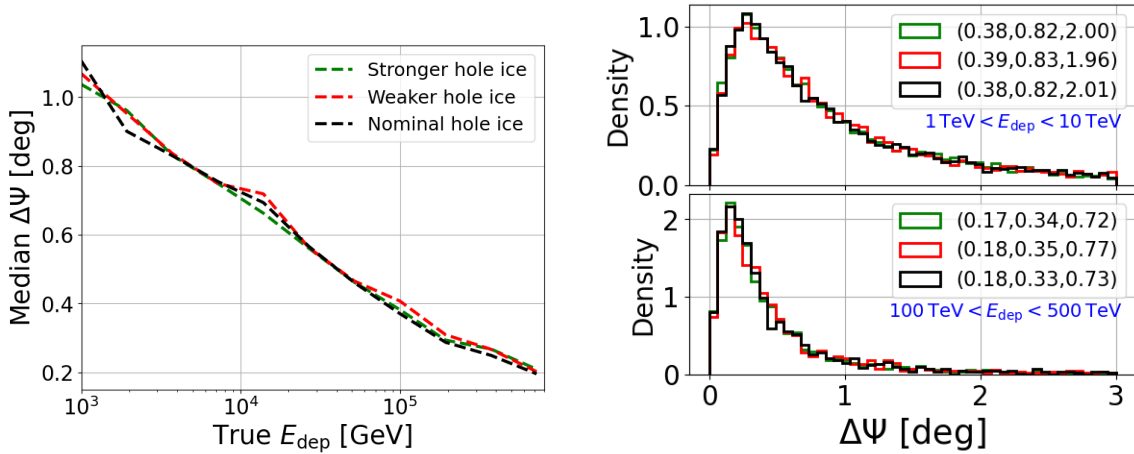 Median ΔΨ [deg]
1.0
0.8
0.6
0.4
0.2
10³
10⁴
10⁵
True E_dep [GeV]
Stronger hole ice
Weaker hole ice
Nominal hole ice
Density
1.0
0.5
0.0
(0.38,0.82,2.00)
(0.39,0.83,1.96)
(0.38,0.82,2.01)
1 TeV < E_dep < 10 TeV
Density
2
1
0
(0.17,0.34,0.72)
(0.18,0.35,0.77)
(0.18,0.33,0.73)
100 TeV < E_dep < 500 TeV
0
1
2
3
ΔΨ [deg]